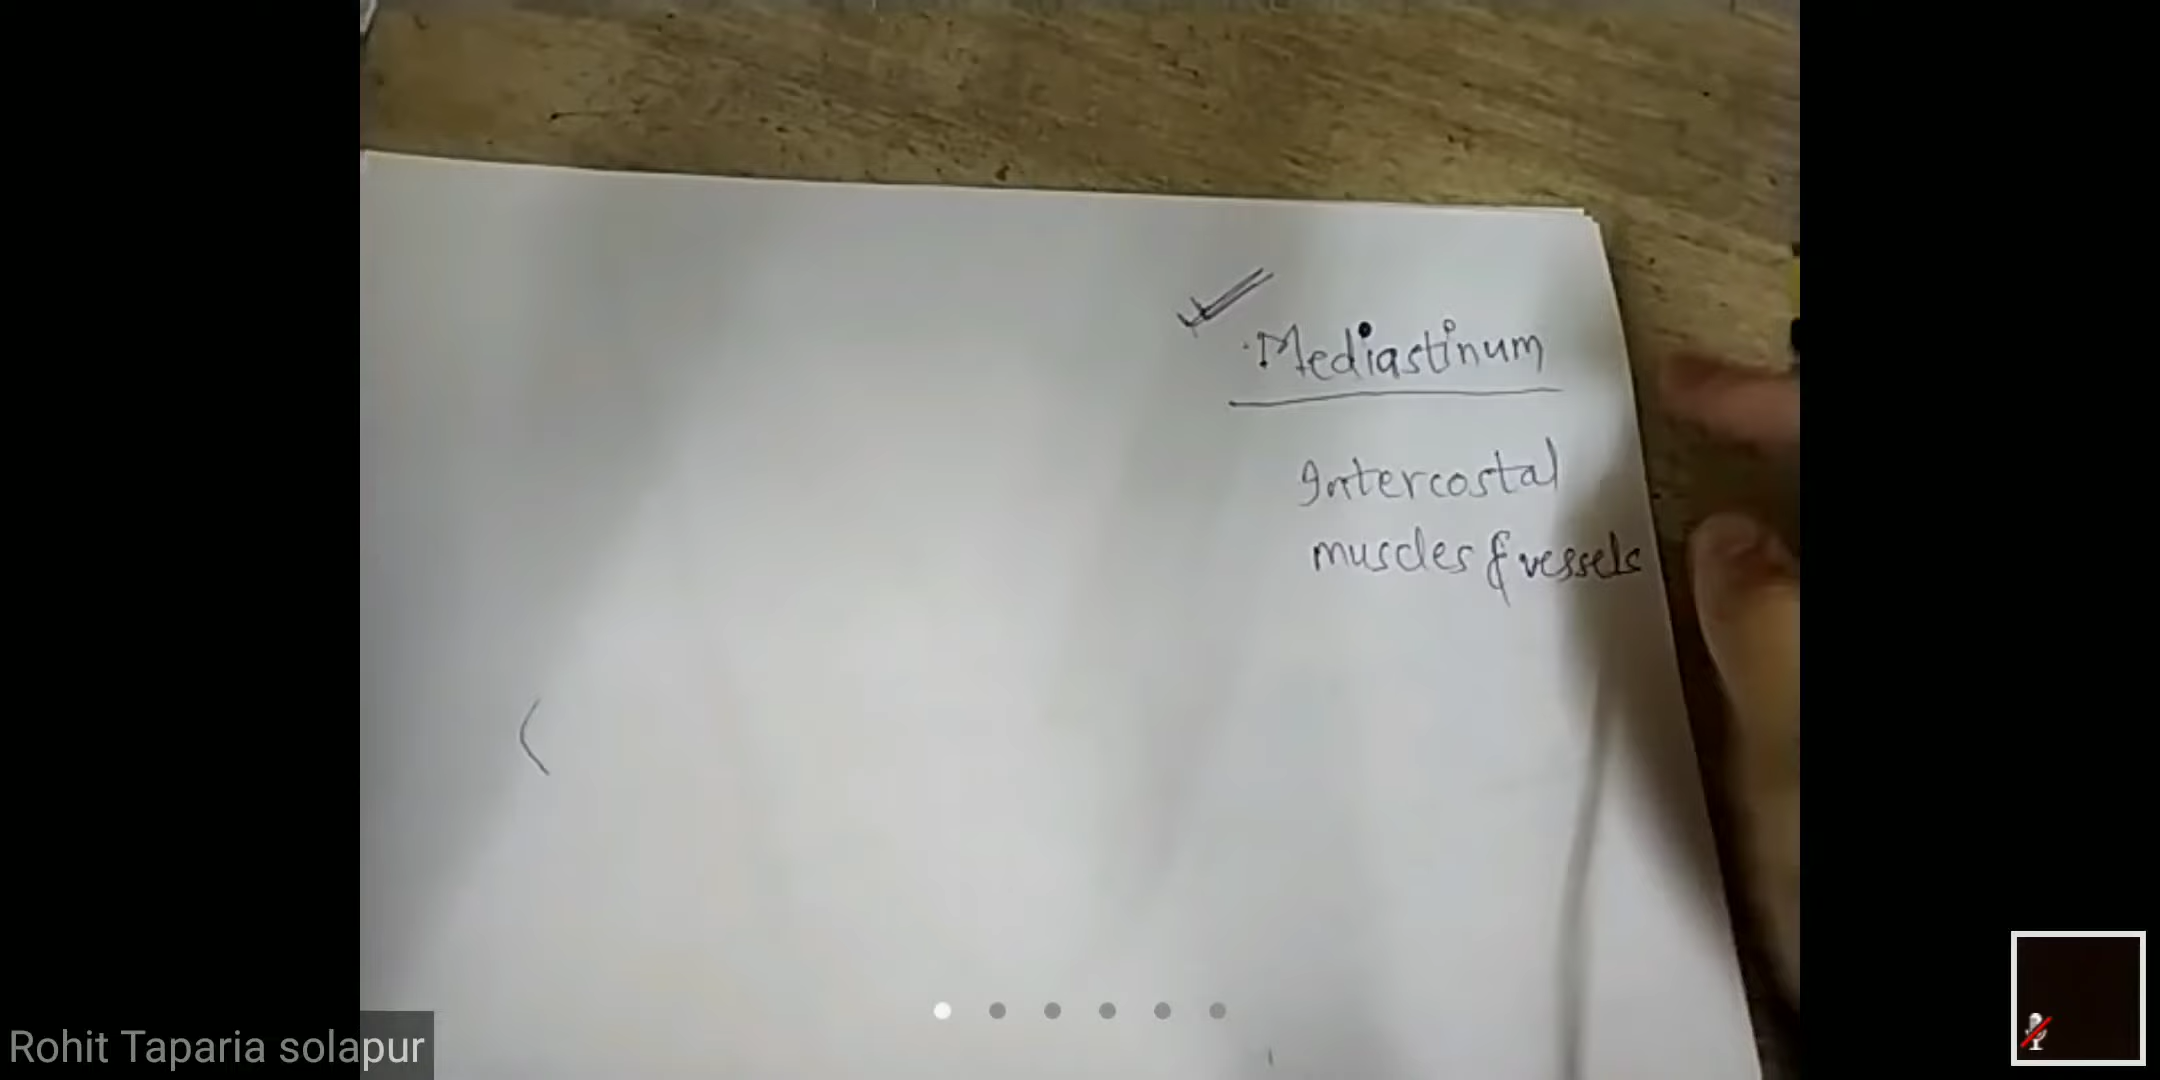 Mediastinum
Intercostal
muscles & vessels
Rohit Taparia solapur